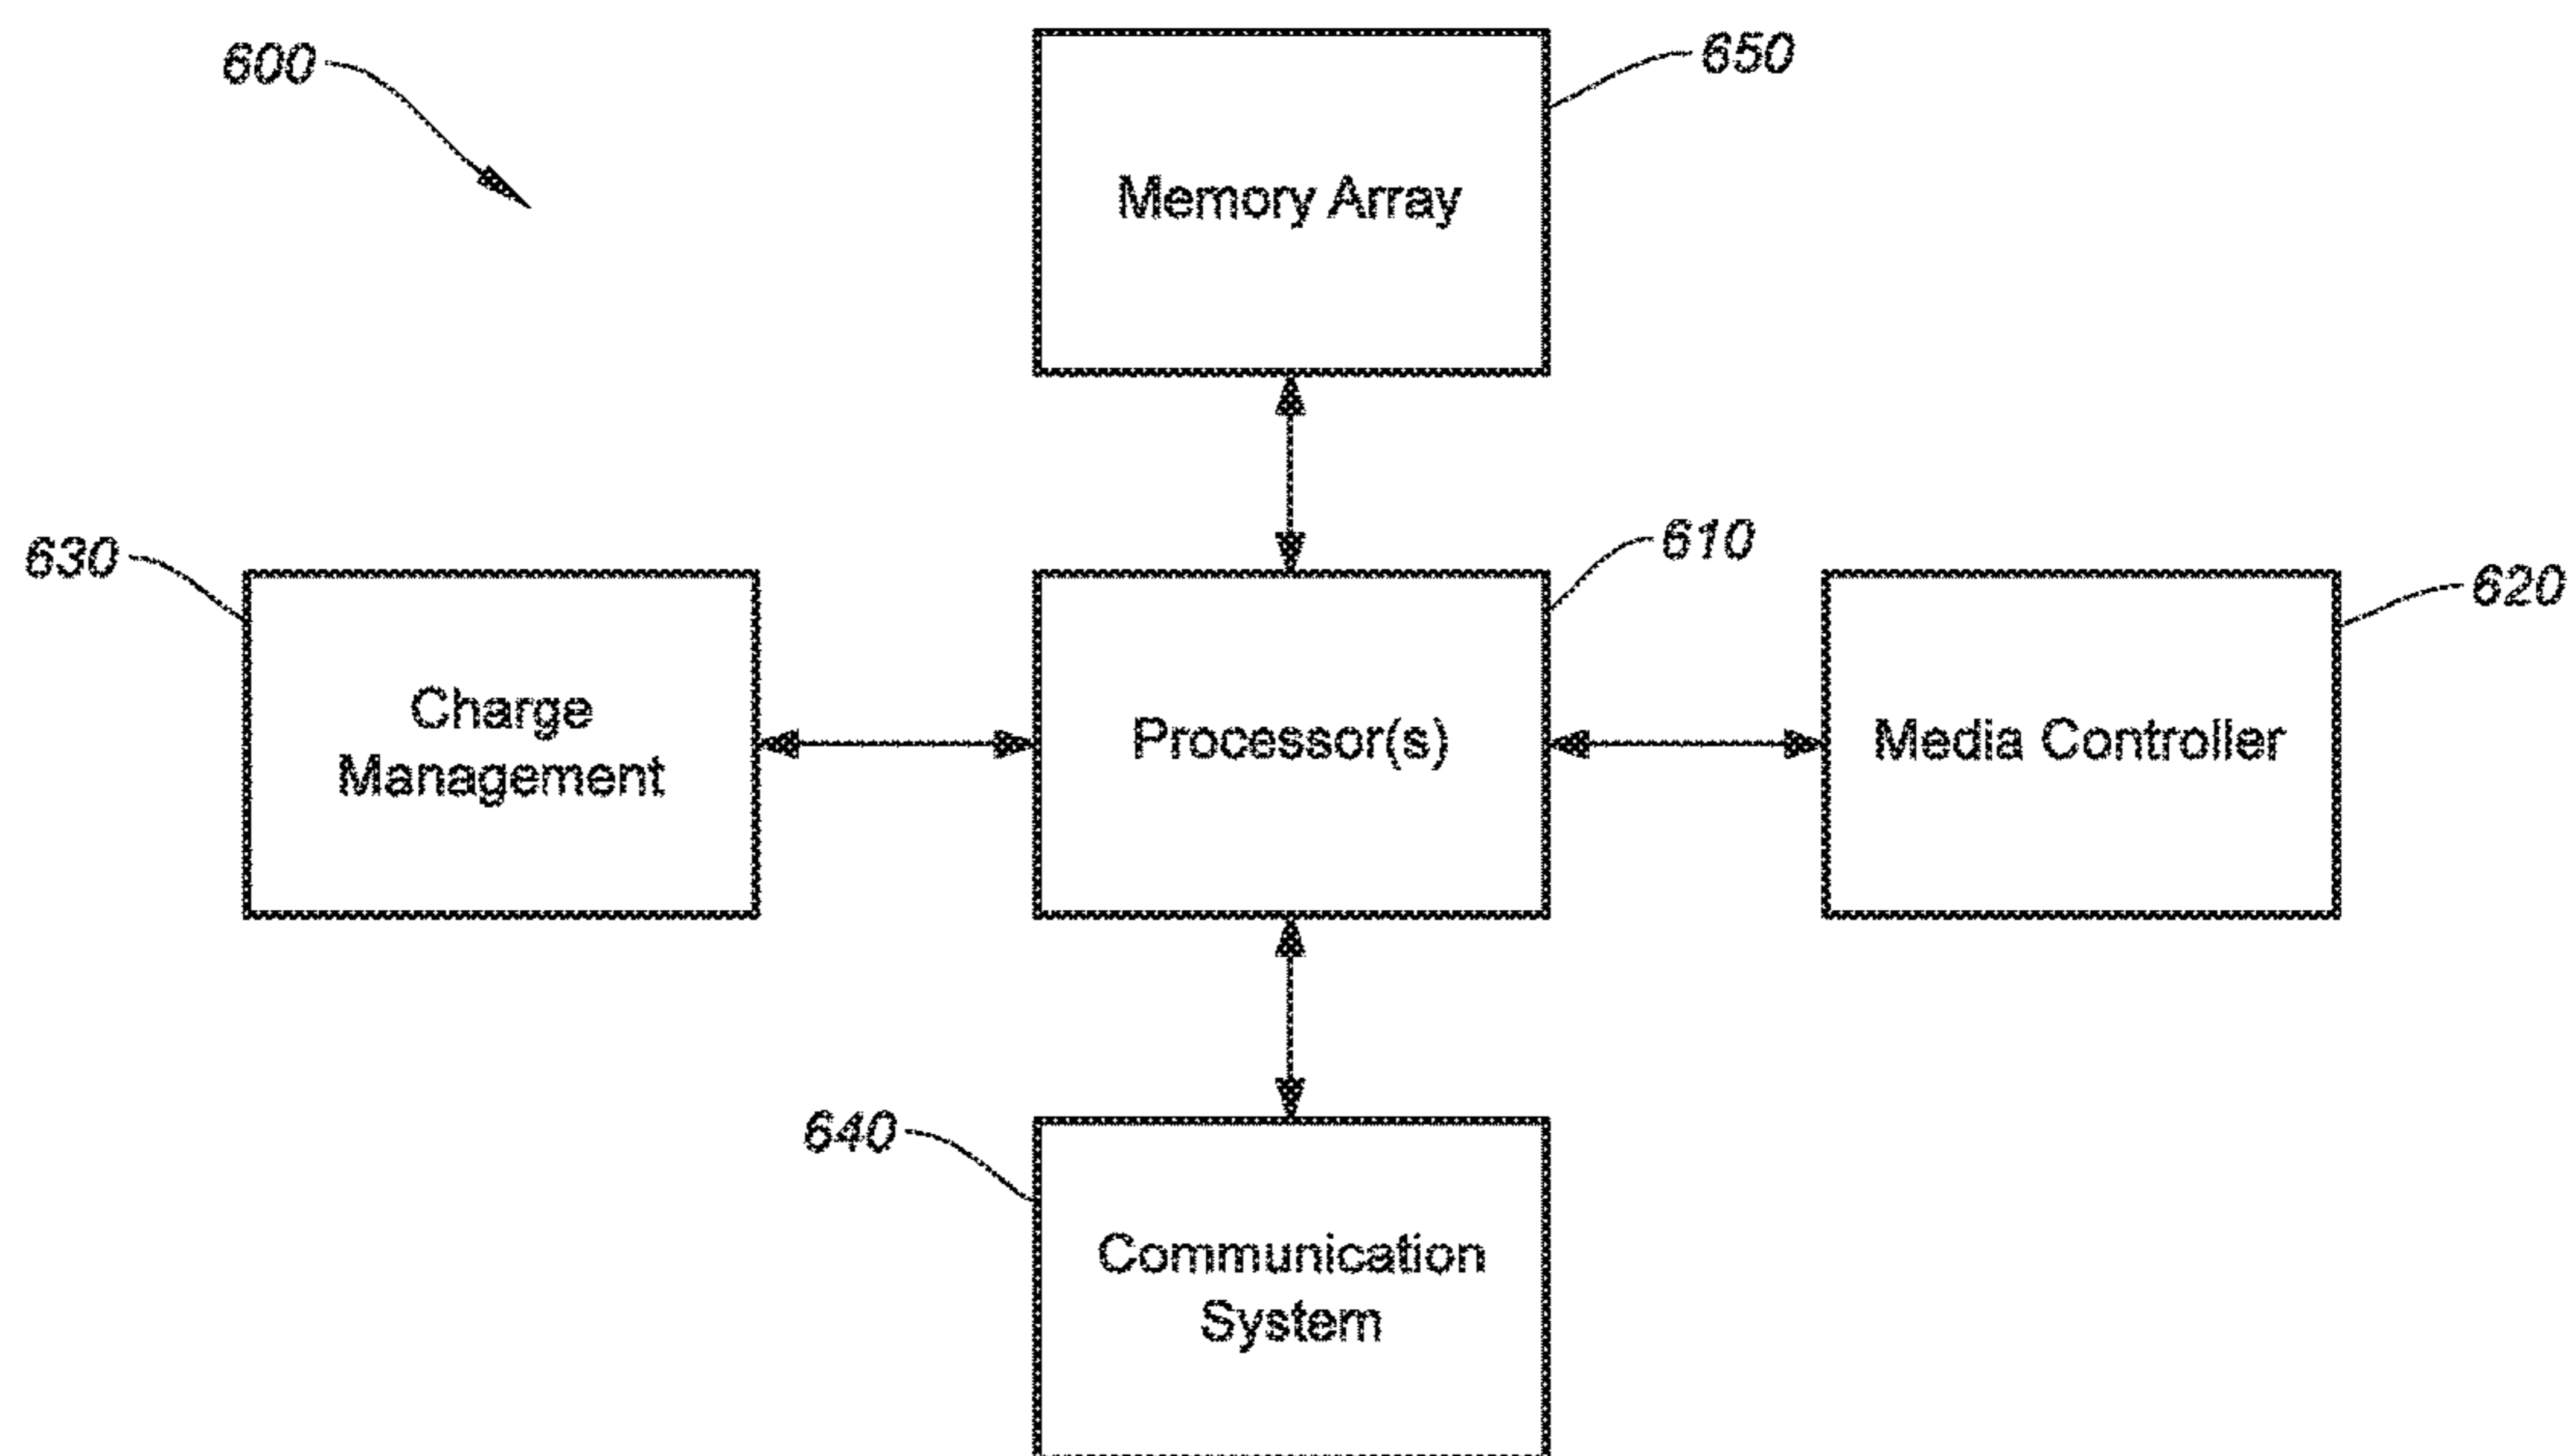 600
650
Memory Array
630
610
620
Charge
Management
Processor(s)
Media Controller
640
Communication
System